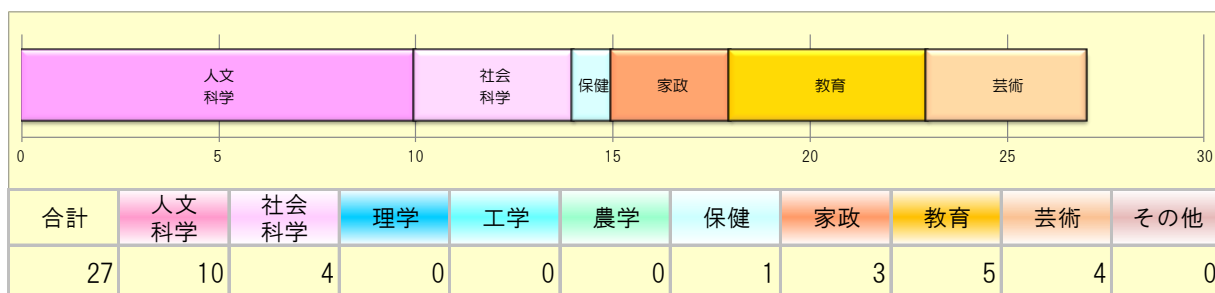 人文
科学
社会
科学
保健
家政
教育
芸術
0 5 10 15 20 25 30
合計 人文科学 社会科学 理学 工学 農学 保健 家政 教育 芸術 その他
27 10 4 0 0 0 1 3 5 4 0